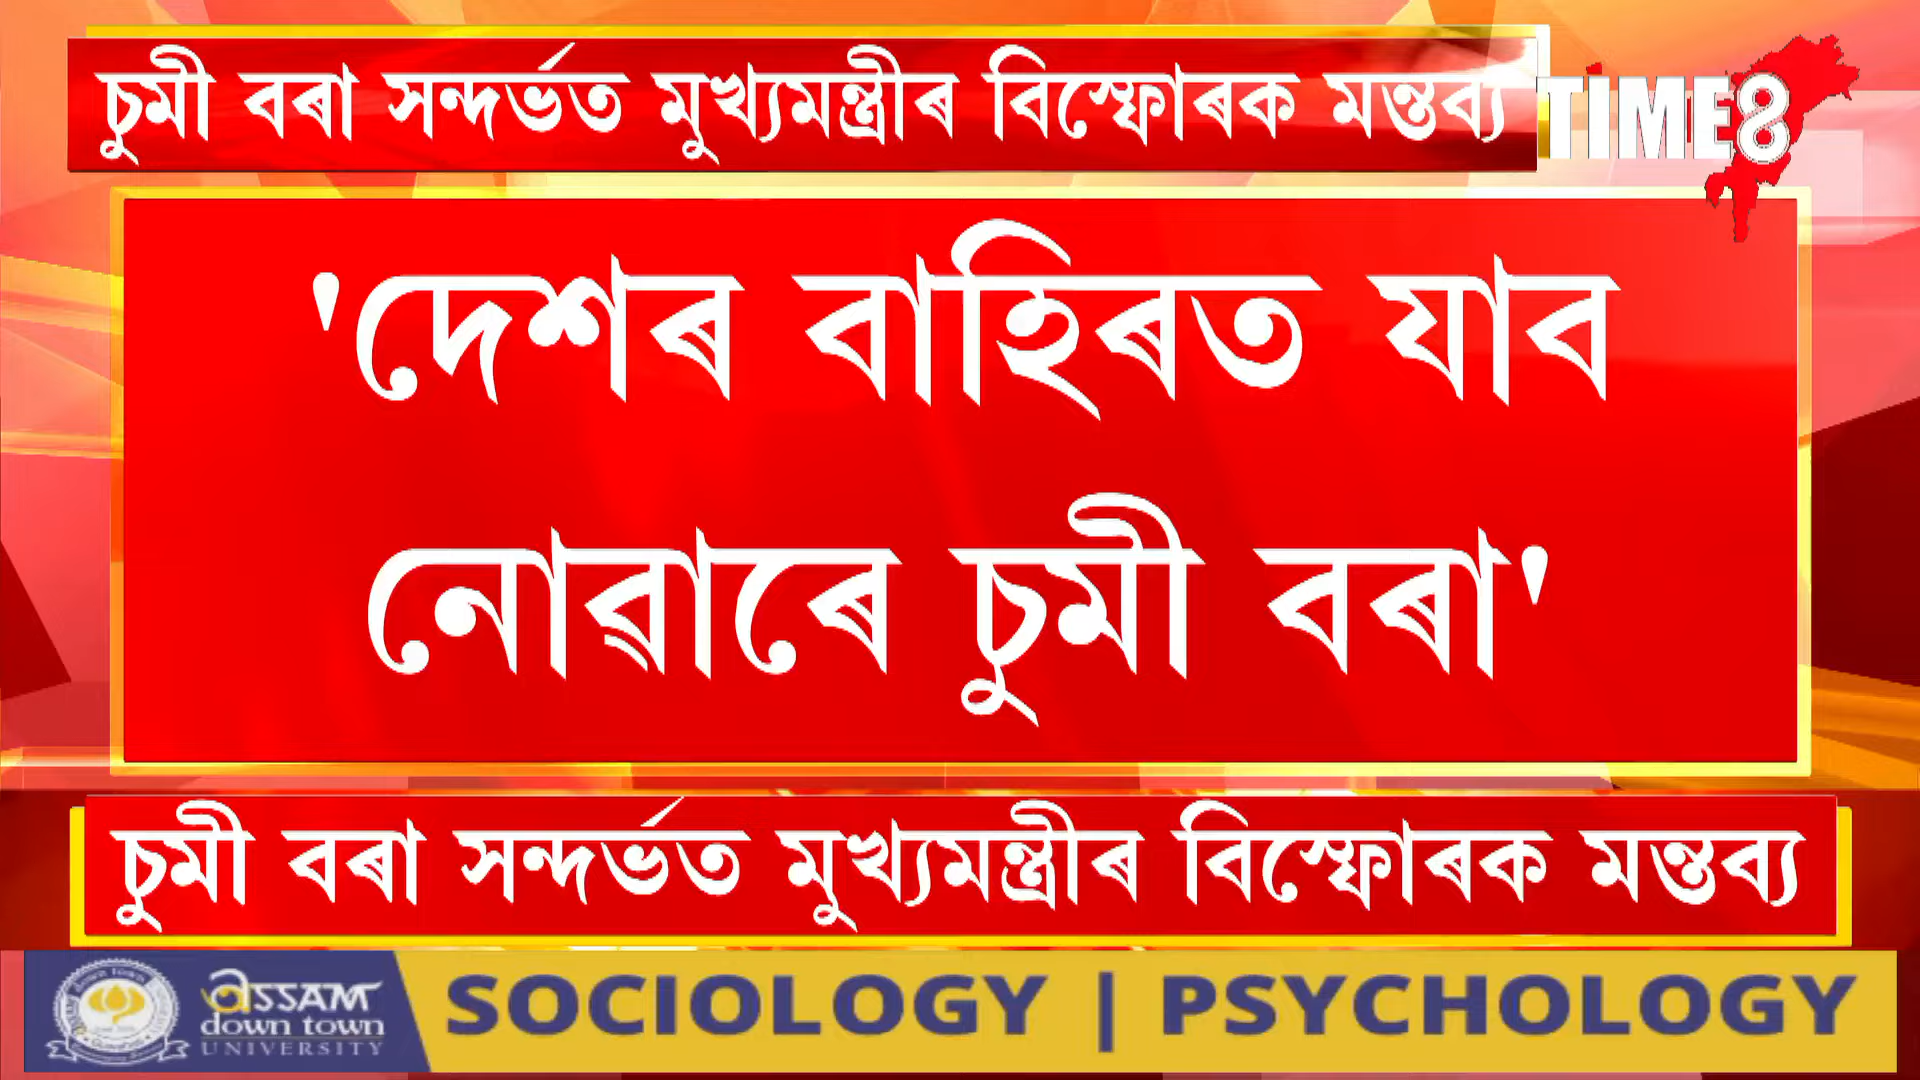 চুমী বৰা সন্দৰ্ভত মুখ্যমন্ত্ৰীৰ বিস্ফোৰক মন্তব্য
TIME8
'দেশৰ বাহিৰত যাব
নোৱাৰে চুমী বৰা'
চুমী বৰা সন্দৰ্ভত মুখ্যমন্ত্ৰীৰ বিস্ফোৰক মন্তব্য
assam
down town
UNIVERSITY
SOCIOLOGY | PSYCHOLOGY